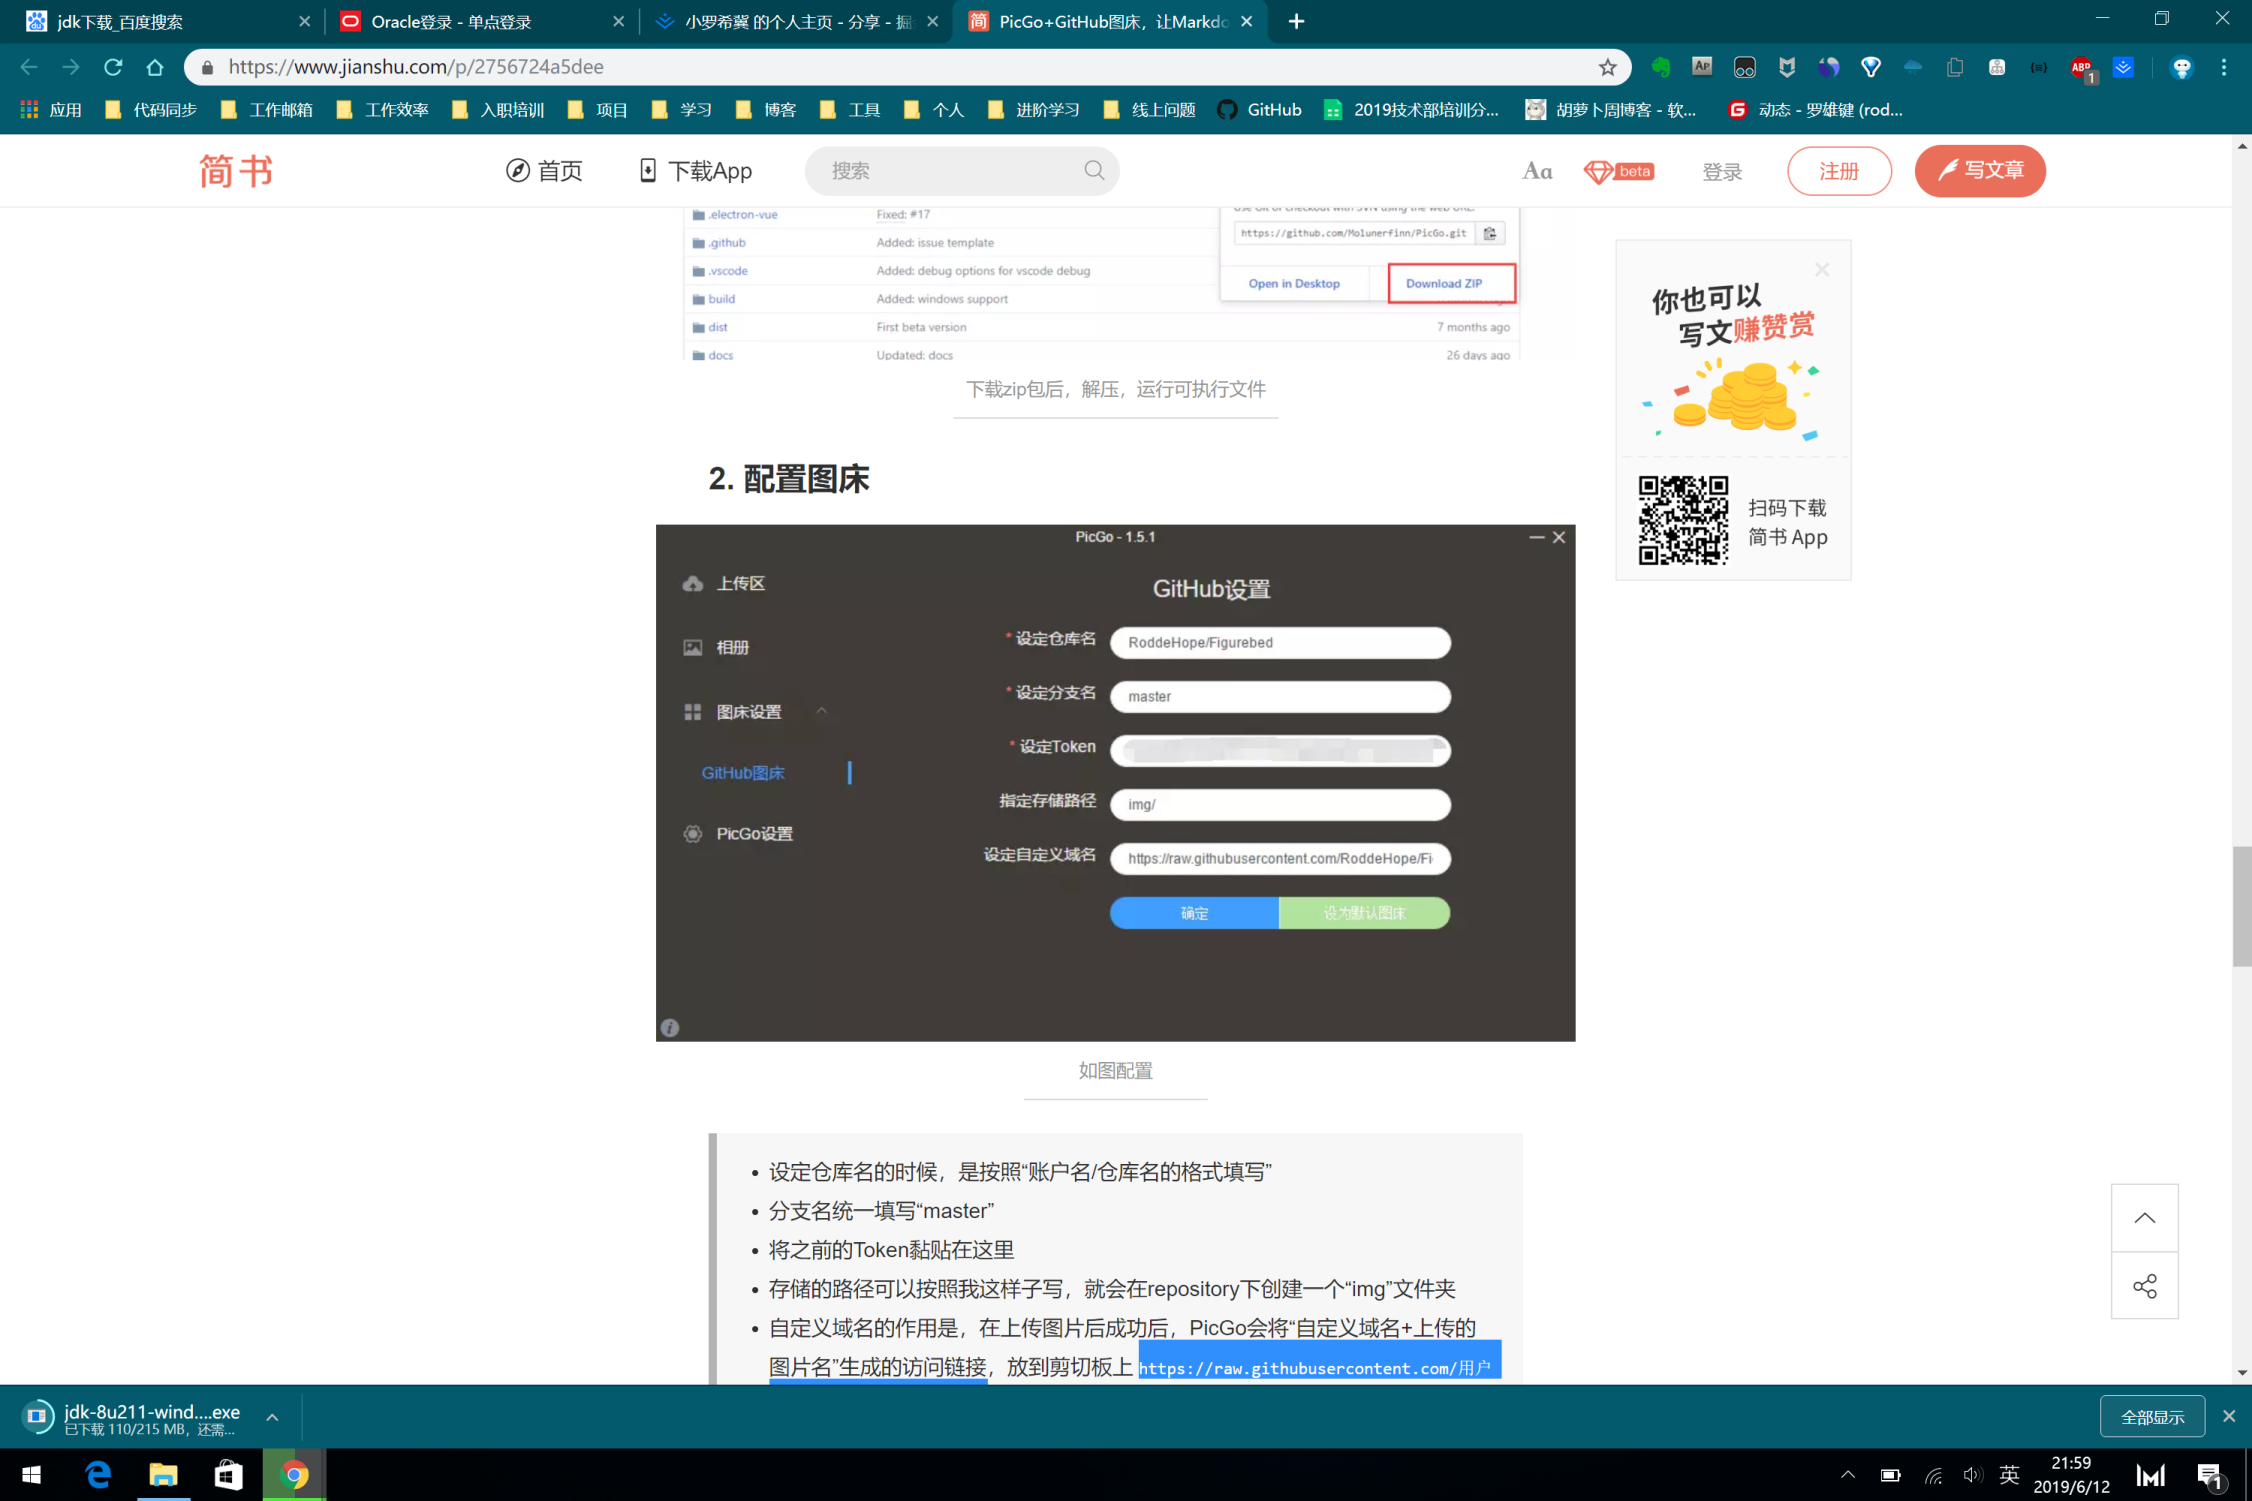 jdk下载_百度搜索
Oracle登录 - 单点登录
小罗希冀 的个人主页 - 分享 - 掘
PicGo+GitHub图床，让Markdo
https://www.jianshu.com/p/2756724a5dee
应用 代码同步 工作邮箱 工作效率 入职培训 项目 学习 博客 工具 个人 进阶学习 线上问题 GitHub 2019技术部培训分... 胡萝卜周博客 - 软... 动态 - 罗雄键 (rod...
简书 首页 下载App 搜索 Aa beta 登录 注册 写文章
.electron-vue Fixed: #17
https://github.com/Molunerfinn/PicGo.git
.github Added: issue template
.vscode Added: debug options for vscode debug
Open in Desktop Download ZIP
build Added: windows support
dist First beta version 7 months ago
docs Updated: docs 26 days ago
下载zip包后，解压，运行可执行文件
你也可以
写文赚赞赏
扫码下载
简书 App
2. 配置图床
PicGo - 1.5.1
上传区
相册
图床设置
GitHub图床
PicGo设置
GitHub设置
* 设定仓库名 RoddeHope/Figurebed
* 设定分支名 master
* 设定Token
指定存储路径 img/
设定自定义域名 https://raw.githubusercontent.com/RoddeHope/Fi
确定 设为默认图床
如图配置
• 设定仓库名的时候，是按照“账户名/仓库名的格式填写”
• 分支名统一填写“master”
• 将之前的Token黏贴在这里
• 存储的路径可以按照我这样子写，就会在repository下创建一个“img”文件夹
• 自定义域名的作用是，在上传图片后成功后，PicGo会将“自定义域名+上传的
图片名”生成的访问链接，放到剪切板上 https://raw.githubusercontent.com/用户
jdk-8u211-wind....exe
已下载 110/215 MB，还需...
全部显示
英
21:59
2019/6/12
1